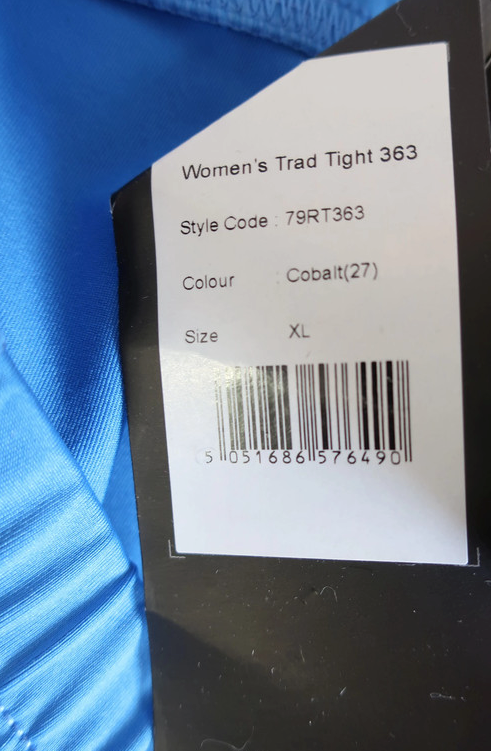 Women's Trad Tight 363
Style Code : 79RT363
Colour : Cobalt(27)
Size XL
5 051686 576490